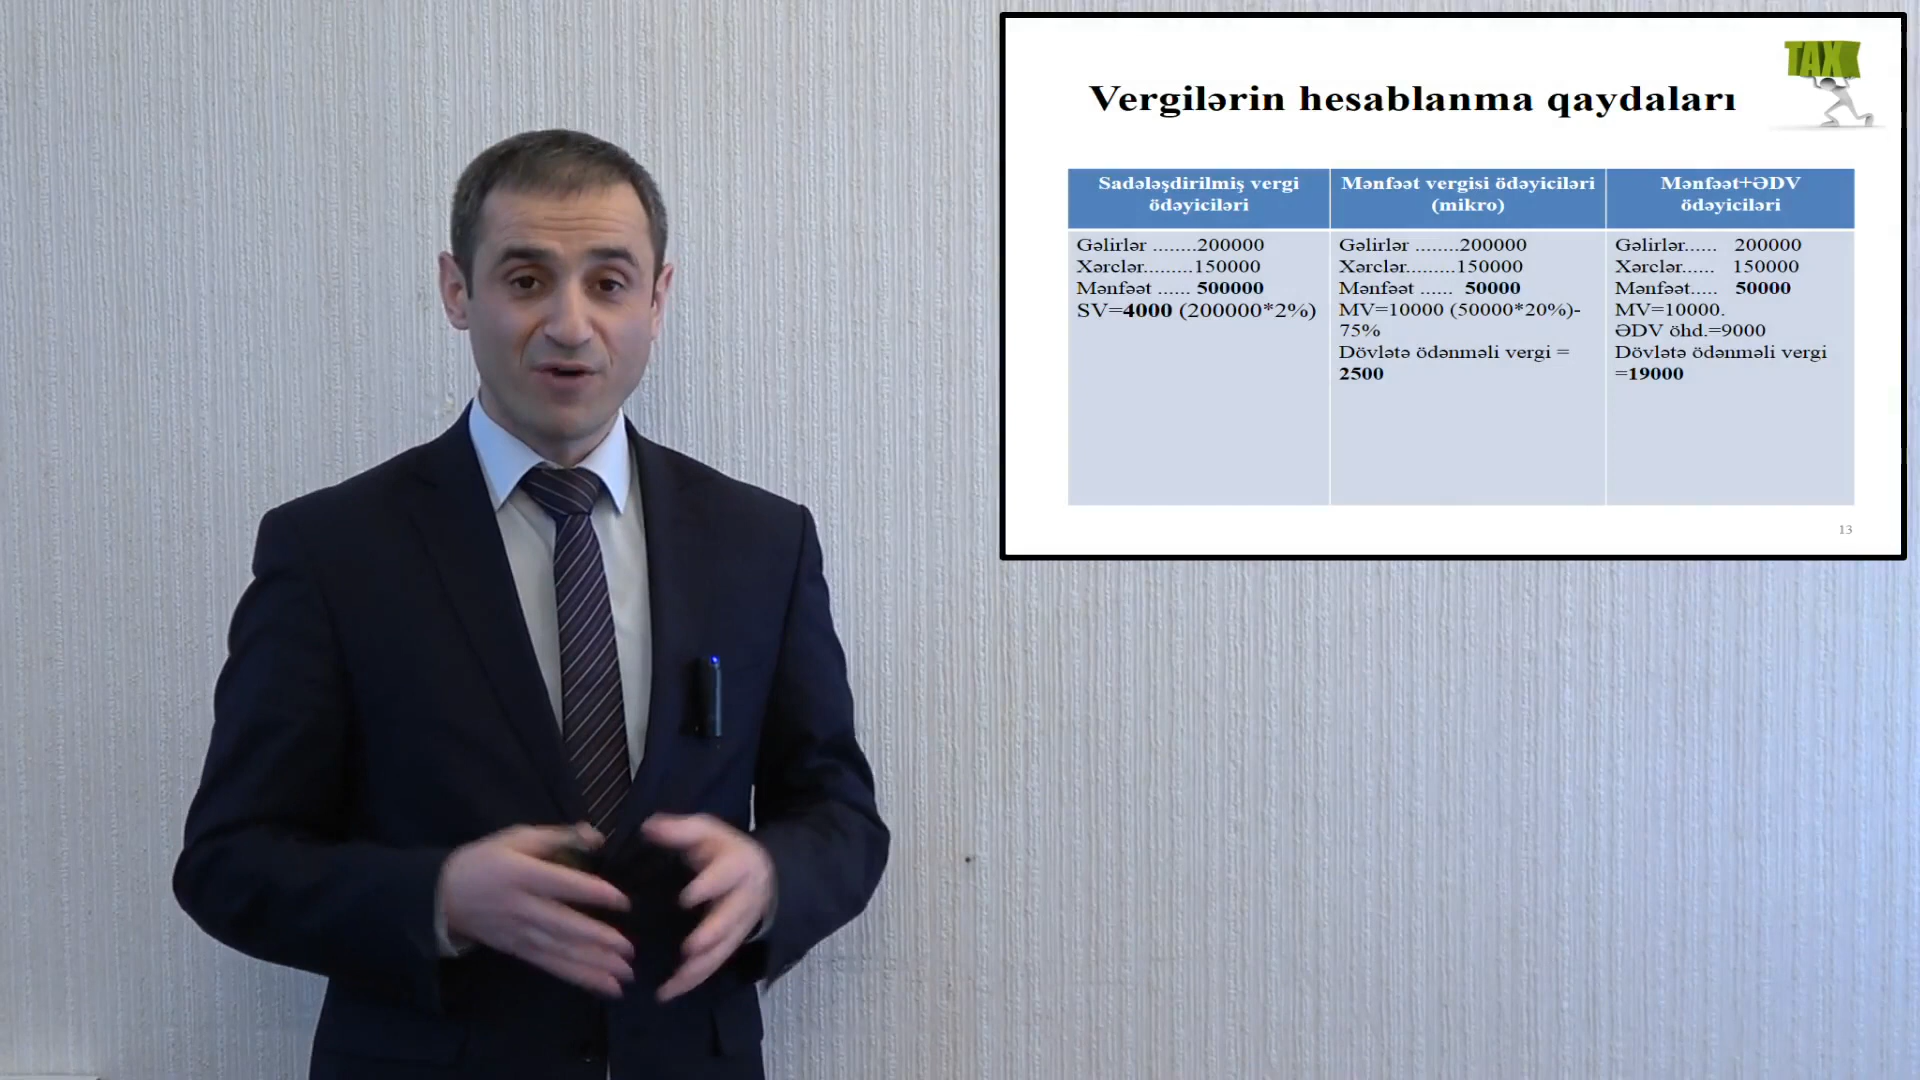 TAX
Vergilərin hesablanma qaydaları
Sadələşdirilmiş vergi
ödəyiciləri
Gəlirlər ........200000
Xərclər.........150000
Mənfəət ...... 500000
SV=4000 (200000*2%)
Mənfəət vergisi ödəyiciləri
(mikro)
Gəlirlər ........200000
Xərclər.........150000
Mənfəət ...... 50000
MV=10000 (50000*20%)-
75%
Dövlətə ödənməli vergi =
2500
Mənfəət+ƏDV
ödəyiciləri
Gəlirlər...... 200000
Xərclər...... 150000
Mənfəət..... 50000
MV=10000.
ƏDV öhd.=9000
Dövlətə ödənməli vergi
=19000
13